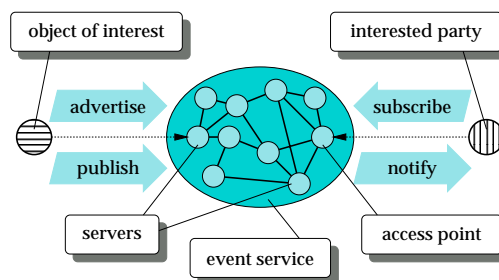 object of interest
interested party
advertise
subscribe
publish
notify
servers
access point
event service